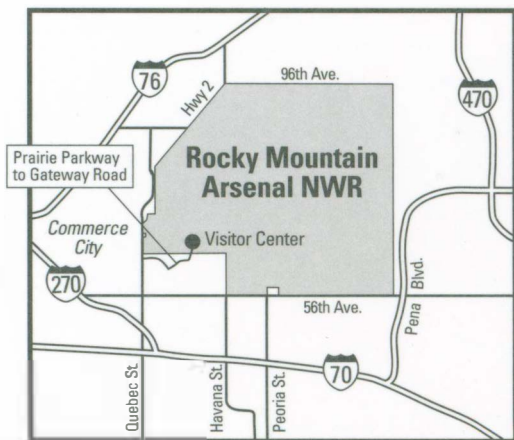 76
Hwy 2
96th Ave.
470
Prairie Parkway
to Gateway Road
Rocky Mountain
Arsenal NWR
Commerce
City
Visitor Center
270
56th Ave.
Pena Blvd.
70
Quebec St.
Havana St.
Peoria St.